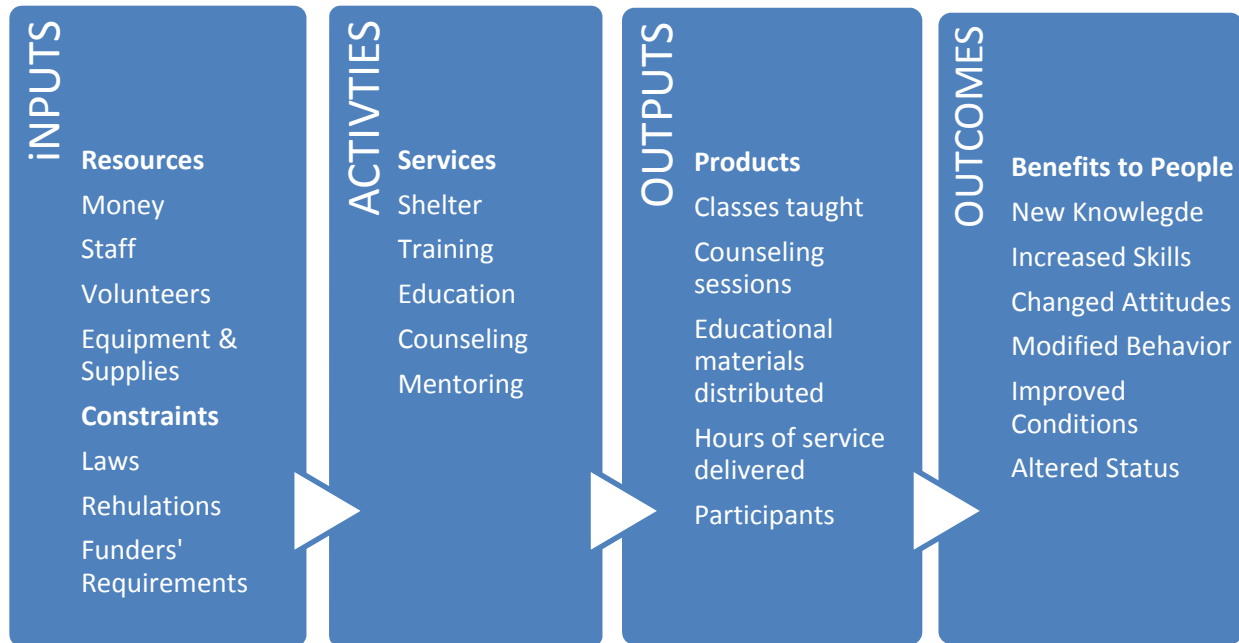 iNPUTS
Resources
Money
Staff
Volunteers
Equipment &
Supplies
Constraints
Laws
Rehulations
Funders'
Requirements
ACTIVTIES
Services
Shelter
Training
Education
Counseling
Mentoring
OUTPUTS
Products
Classes taught
Counseling
sessions
Educational
materials
distributed
Hours of service
delivered
Participants
OUTCOMES
Benefits to People
New Knowlegde
Increased Skills
Changed Attitudes
Modified Behavior
Improved
Conditions
Altered Status